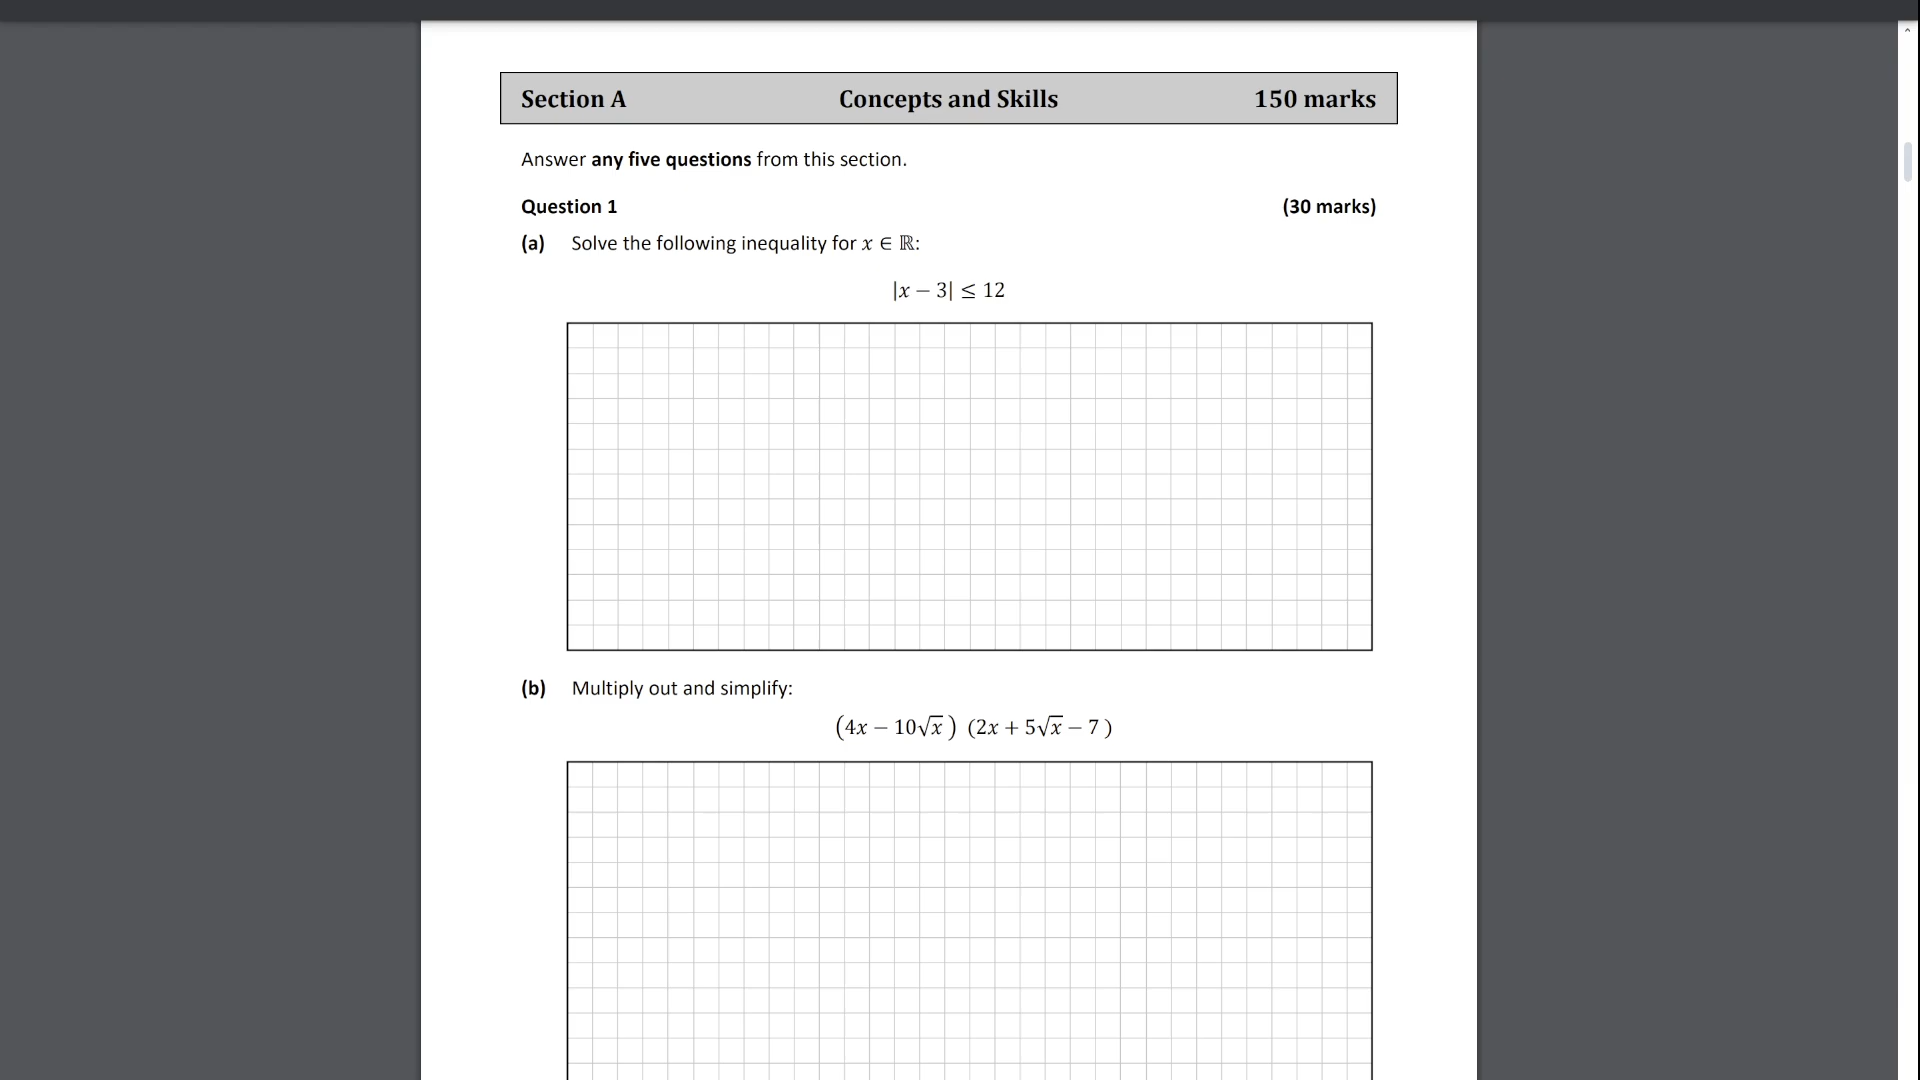 Section A Concepts and Skills 150 marks
Answer any five questions from this section.
Question 1 (30 marks)
(a) Solve the following inequality for x ∈ ℝ:
|x − 3| ≤ 12
(b) Multiply out and simplify:
(4x − 10√x) (2x + 5√x − 7)